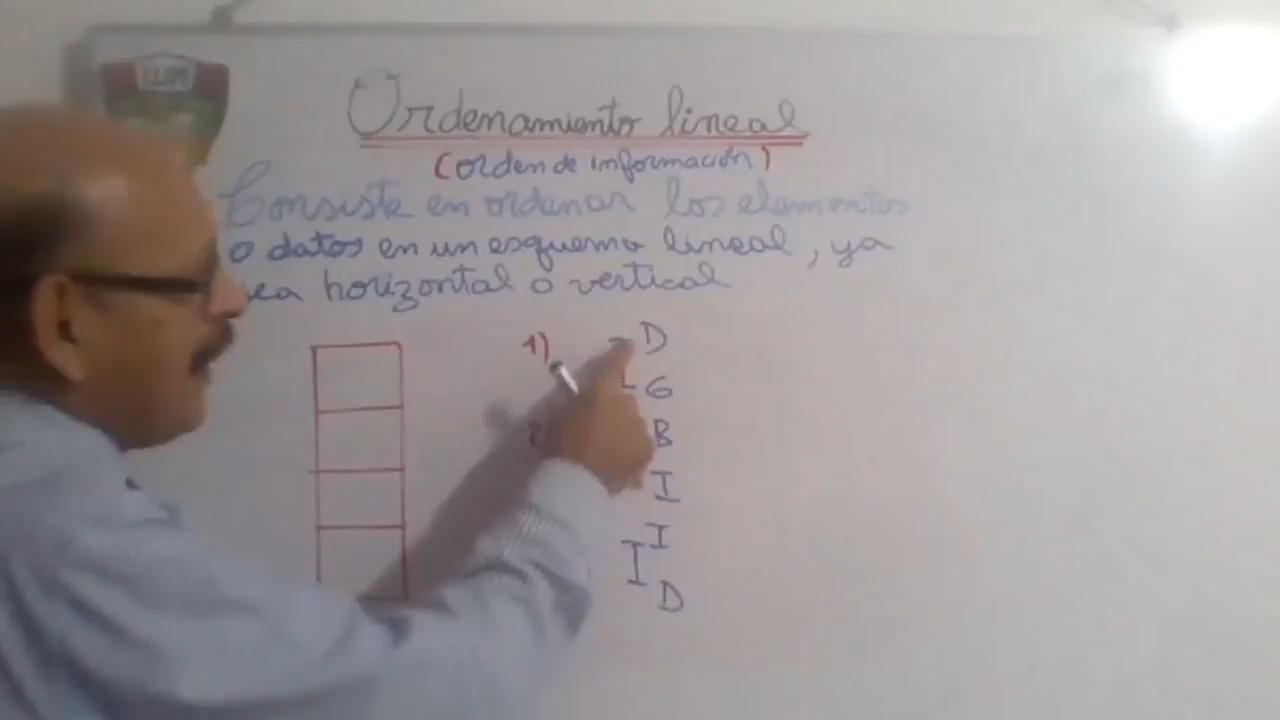 Ordenamiento lineal
(orden de información)
Consiste en ordenar los elementos
o datos en un esquema lineal, ya
sea horizontal o vertical
1) D
G
B
I
I
I
D